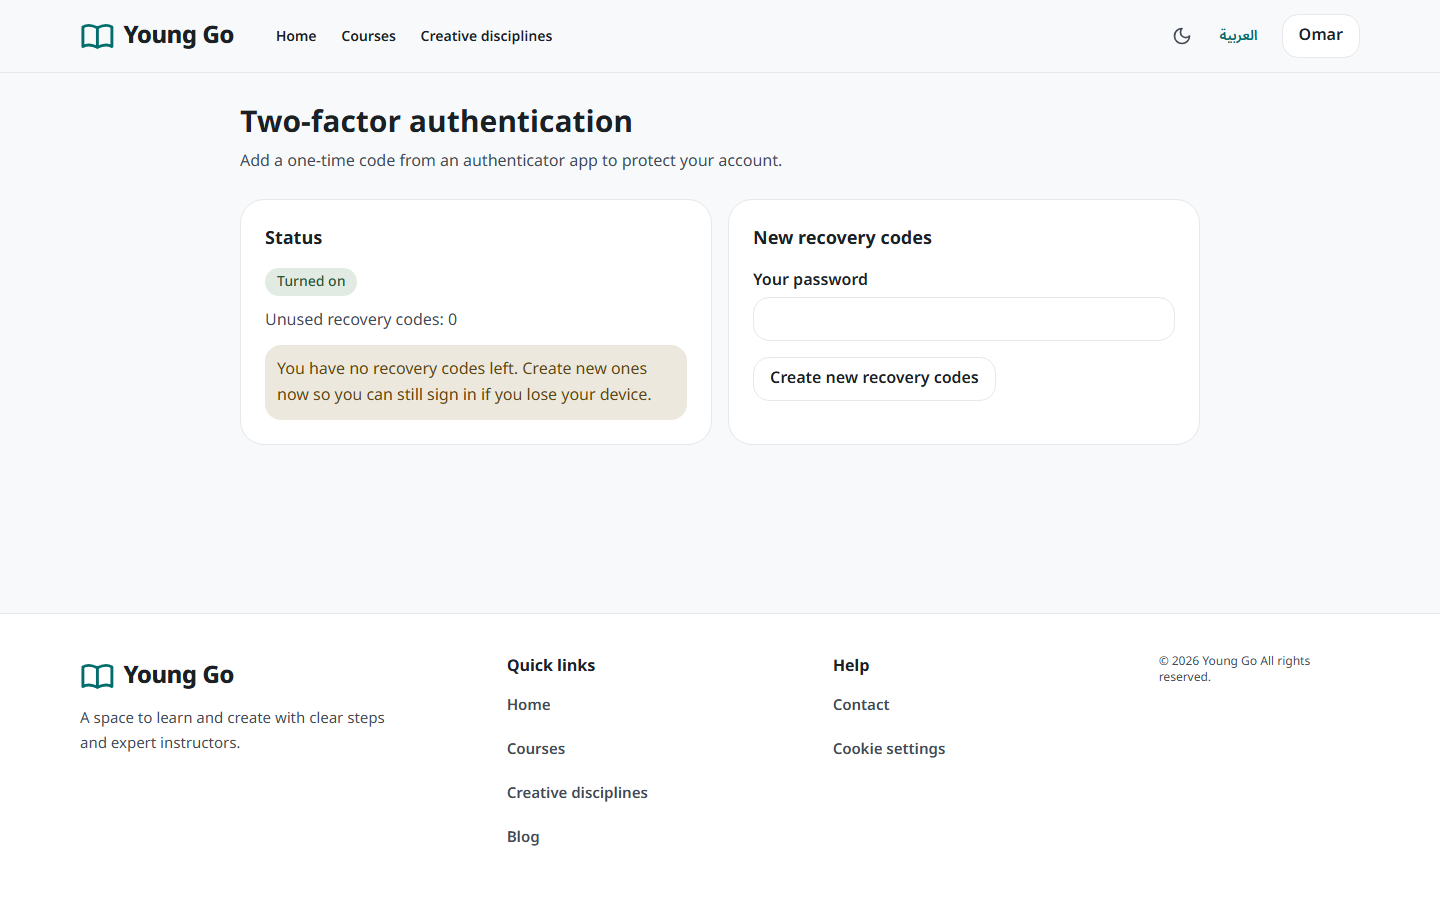 Young Go
Home
Courses
Creative disciplines
العربية
Omar
Two-factor authentication
Add a one-time code from an authenticator app to protect your account.
Status
Turned on
Unused recovery codes: 0
You have no recovery codes left. Create new ones
now so you can still sign in if you lose your device.
New recovery codes
Your password
Create new recovery codes
Young Go
A space to learn and create with clear steps
and expert instructors.
Quick links
Home
Courses
Creative disciplines
Blog
Help
Contact
Cookie settings
© 2026 Young Go All rights
reserved.